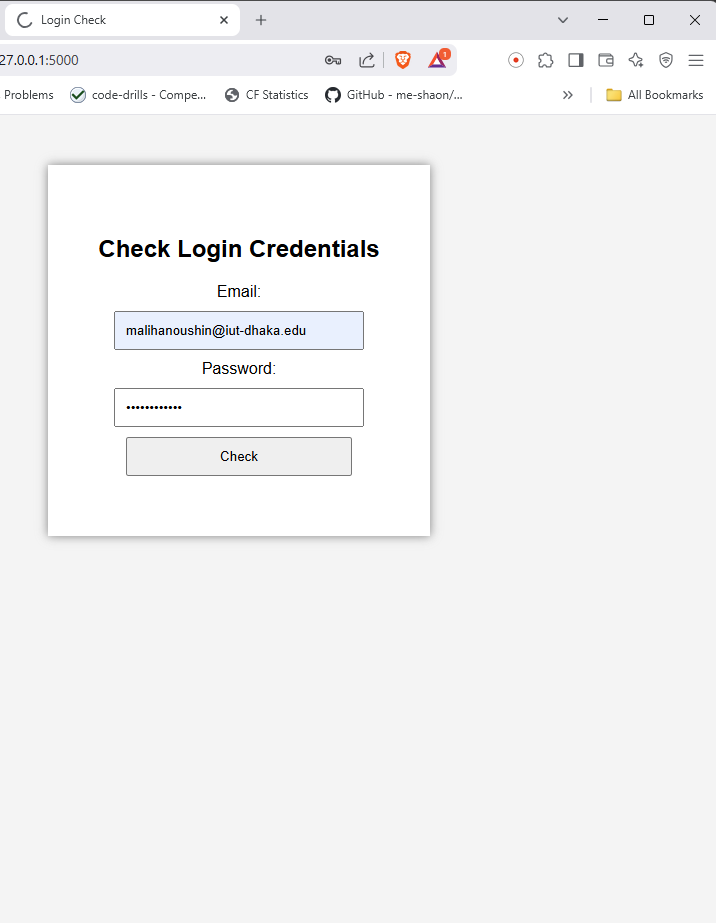 Login Check
27.0.0.1:5000
1
Problems
code-drills - Compe...
CF Statistics
GitHub - me-shaon/...
All Bookmarks
Check Login Credentials
Email:
malihanoushin@iut-dhaka.edu
Password:
••••••••••••
Check